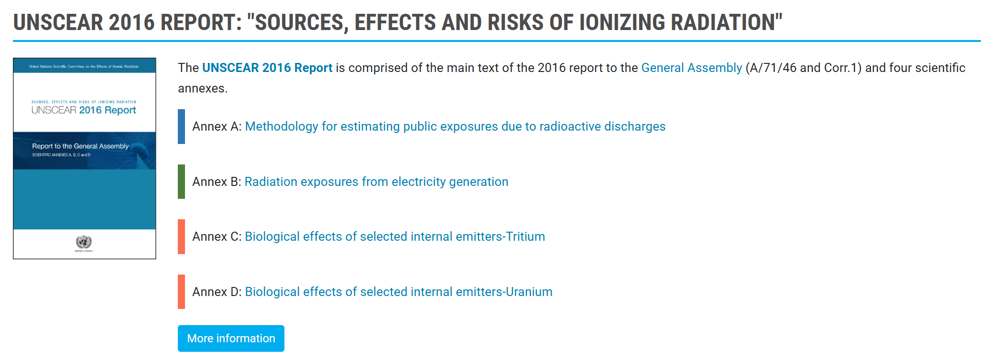 UNSCEAR 2016 REPORT: "SOURCES, EFFECTS AND RISKS OF IONIZING RADIATION"
United Nations Scientific Committee on the Effects of Atomic Radiation
SOURCES, EFFECTS AND RISKS OF IONIZING RADIATION
UNSCEAR 2016 Report
Report to the General Assembly
SCIENTIFIC ANNEXES A, B, C and D
UNITED NATIONS
The UNSCEAR 2016 Report is comprised of the main text of the 2016 report to the General Assembly (A/71/46 and Corr.1) and four scientific
annexes.
Annex A: Methodology for estimating public exposures due to radioactive discharges
Annex B: Radiation exposures from electricity generation
Annex C: Biological effects of selected internal emitters-Tritium
Annex D: Biological effects of selected internal emitters-Uranium
More information